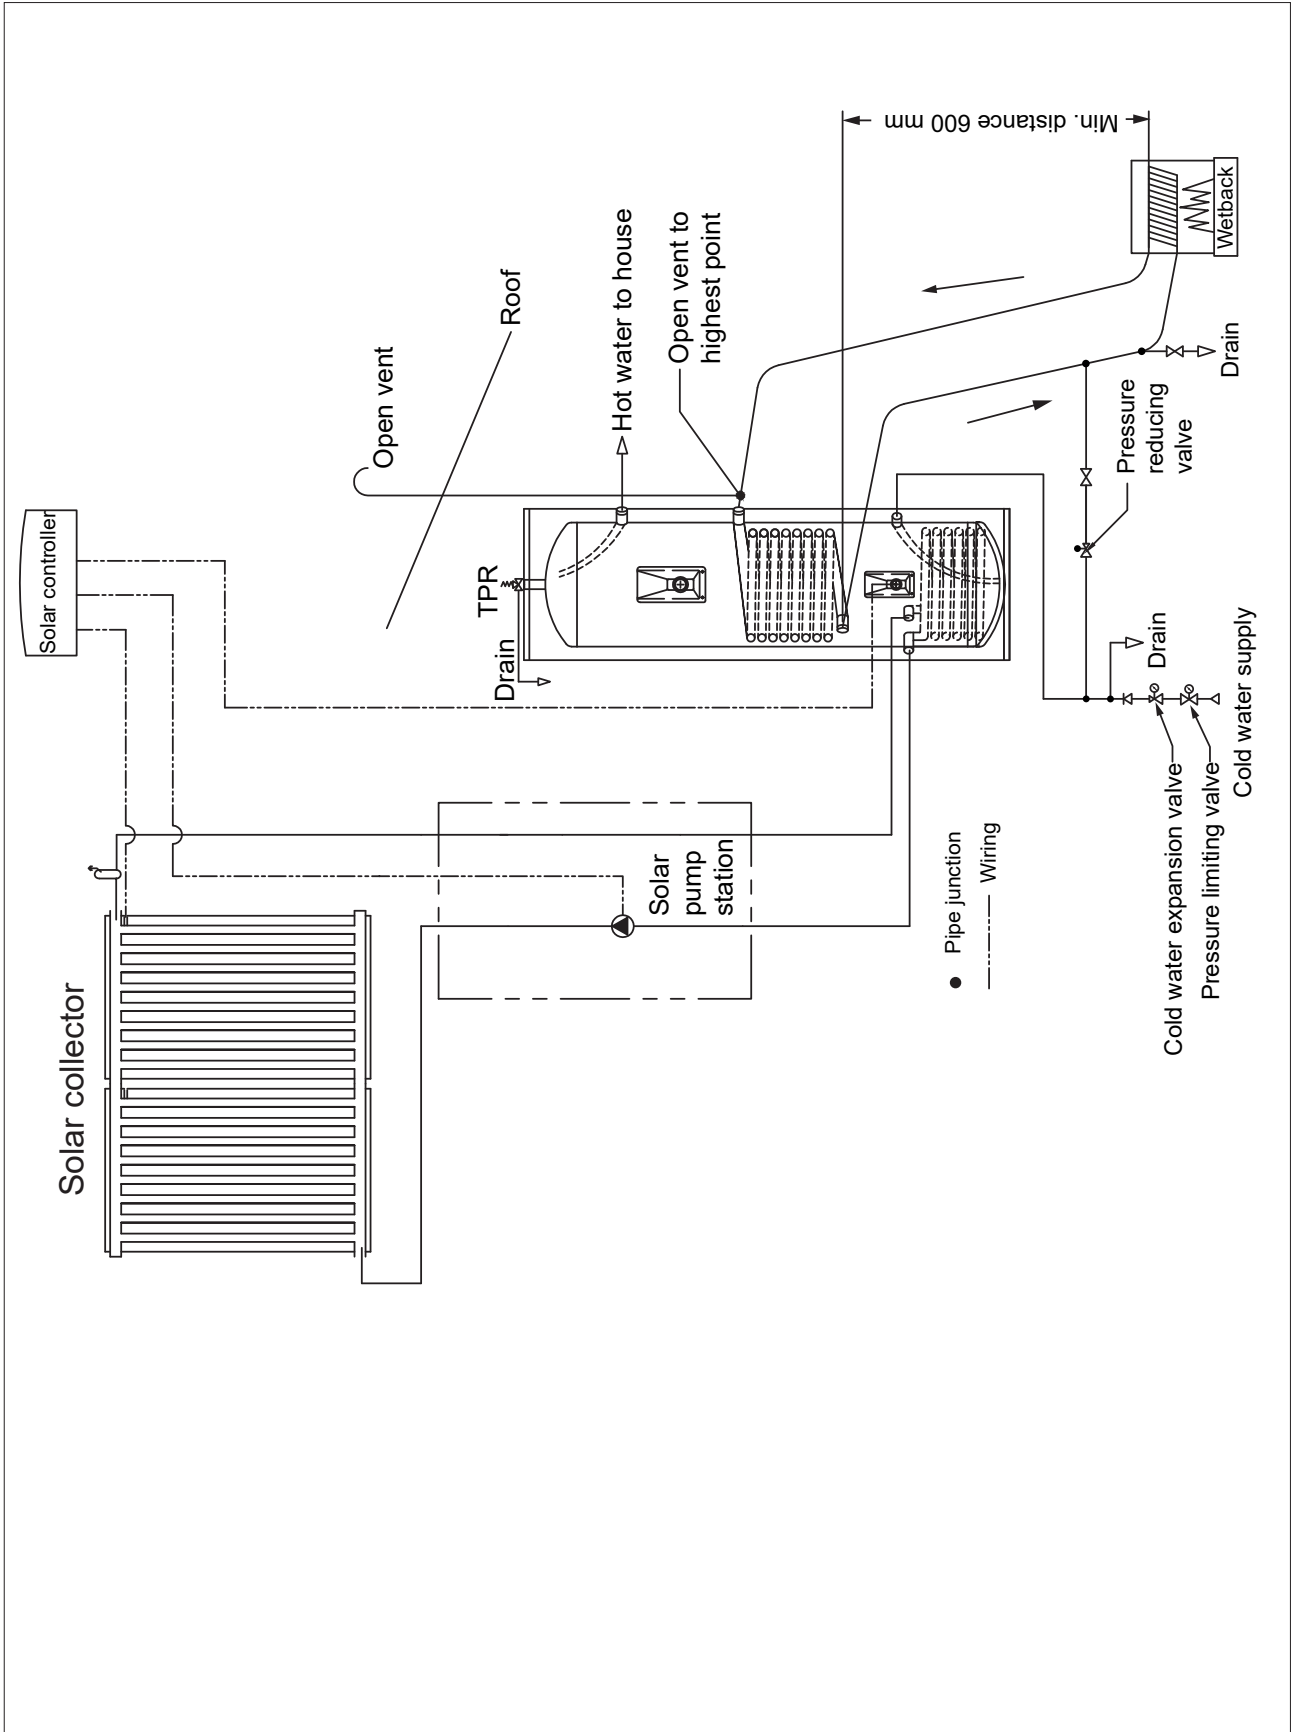 Solar controller
Solar collector
Open vent
Roof
TPR
Drain
Hot water to house
Open vent to
highest point
Min. distance 600 mm
Wetback
Drain
Pressure
reducing
valve
Solar
pump
station
Pipe junction
Wiring
Drain
Cold water expansion valve
Pressure limiting valve
Cold water supply